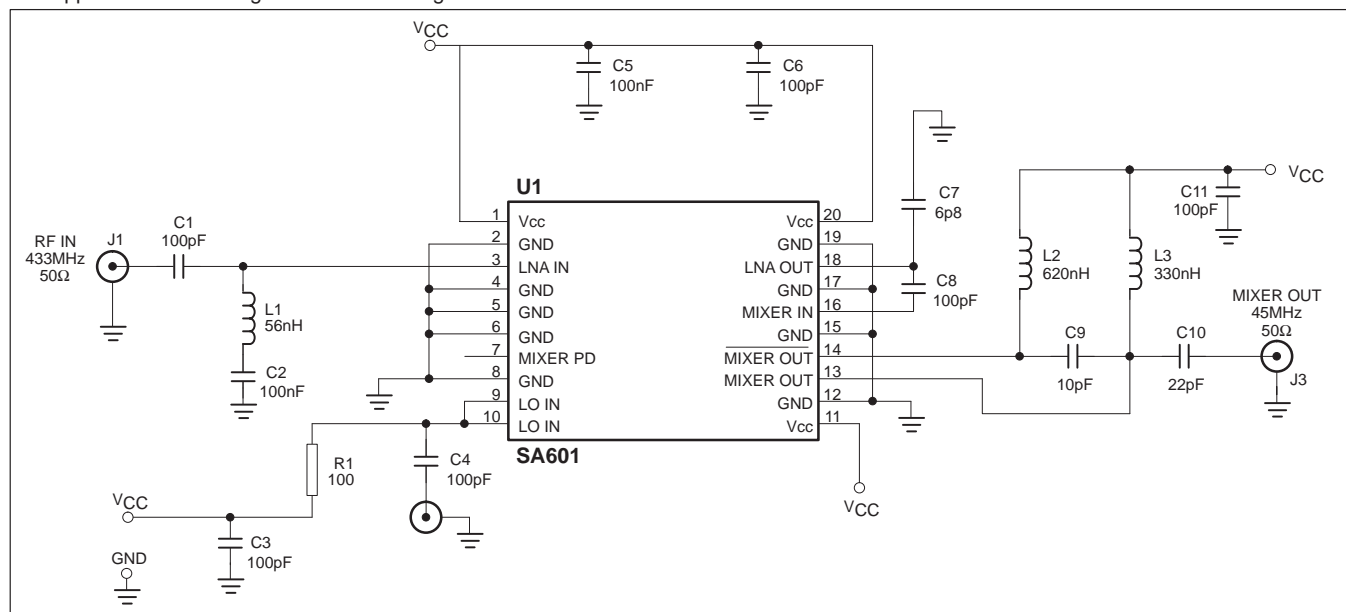 VCC
C5
100nF
C6
100pF
U1
1 Vcc
2 GND
3 LNA IN
4 GND
5 GND
6 GND
7 MIXER PD
8 GND
9 LO IN
10 LO IN
Vcc 20
GND 19
LNA OUT 18
GND 17
MIXER IN 16
GND 15
MIXER OUT 14
MIXER OUT 13
GND 12
Vcc 11
SA601
RF IN
433MHz
50Ω
J1
C1
100pF
L1
56nH
C2
100nF
R1
100
C4
100pF
VCC
C3
100pF
GND
C7
6p8
C8
100pF
VCC
L2
620nH
L3
330nH
C11
100pF
VCC
C9
10pF
C10
22pF
MIXER OUT
45MHz
50Ω
J3